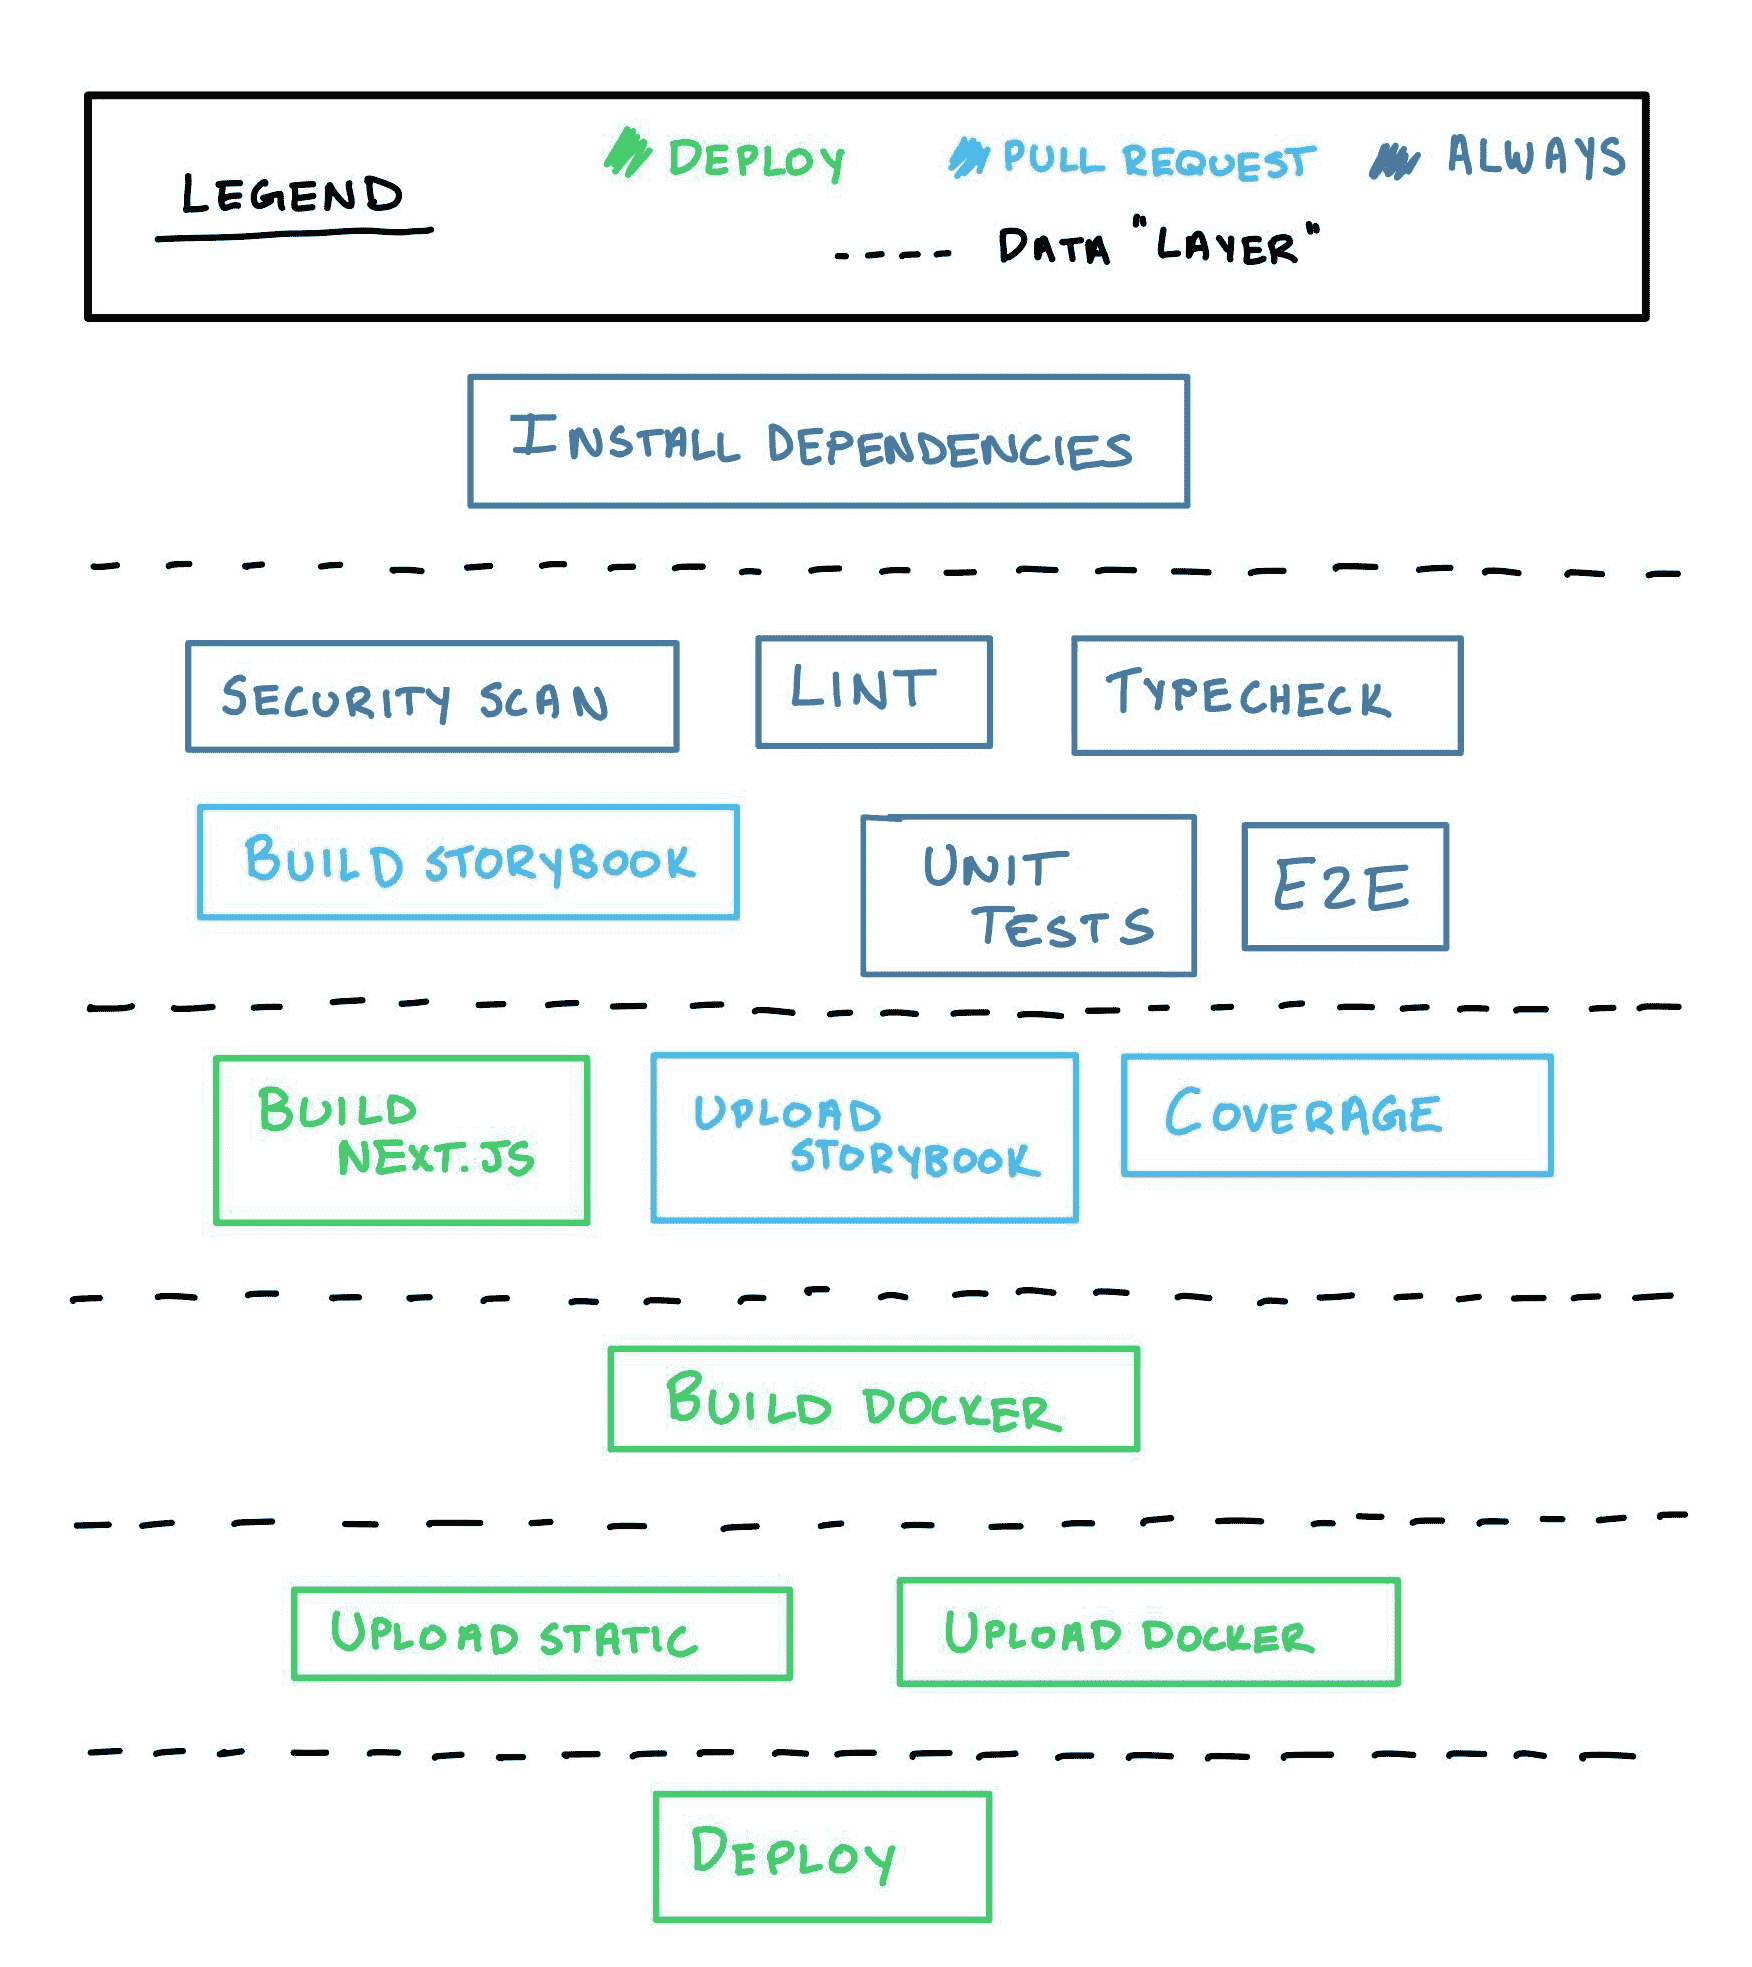 LEGEND
DEPLOY
PULL REQUEST
ALWAYS
---- DATA "LAYER"
INSTALL DEPENDENCIES
SECURITY SCAN
LINT
TYPECHECK
BUILD STORYBOOK
UNIT
TESTS
E2E
BUILD
NEXT.JS
UPLOAD
STORYBOOK
COVERAGE
BUILD DOCKER
UPLOAD STATIC
UPLOAD DOCKER
DEPLOY